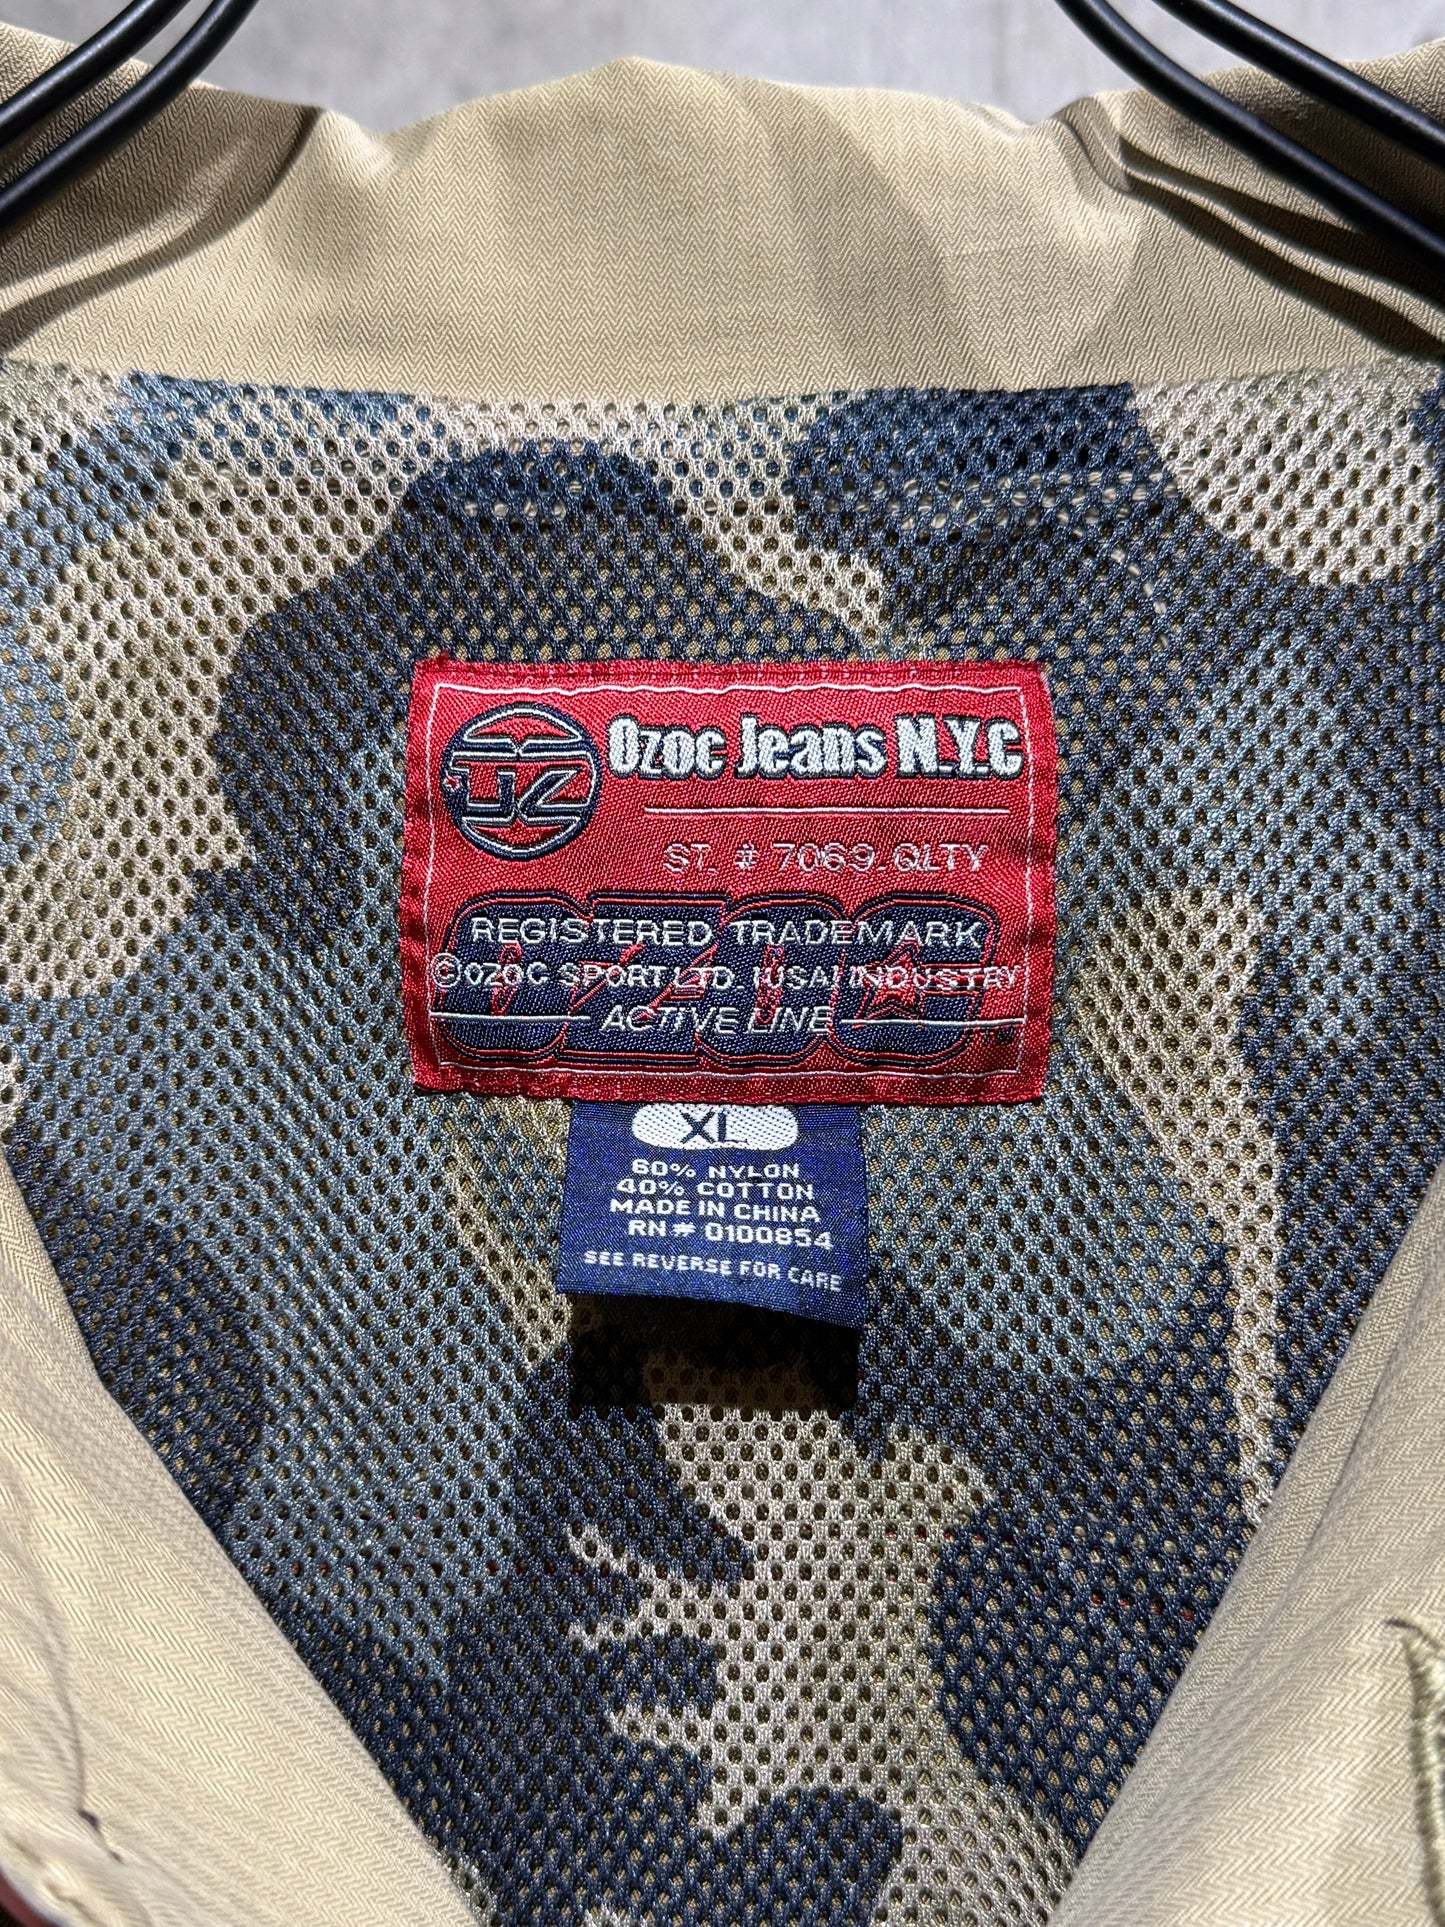 Ozoc Jeans N.Y.C
ST. # 7069. QLTY
REGISTERED TRADEMARK
©OZOC SPORT LTD. (USA) INDUSTRY
ACTIVE LINE
TM
XL
60% NYLON
40% COTTON
MADE IN CHINA
RN# 0100854
SEE REVERSE FOR CARE